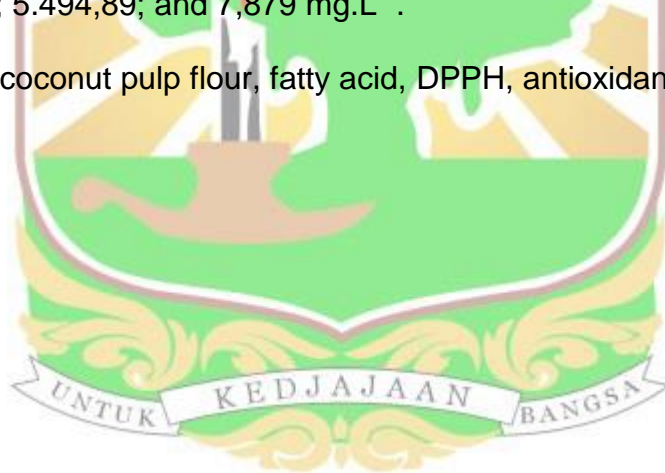 5.494,89; and 7,879 mg.L
coconut pulp flour, fatty acid, DPPH, antioxidan
UNTUK KEDJAJAAN BANGSA